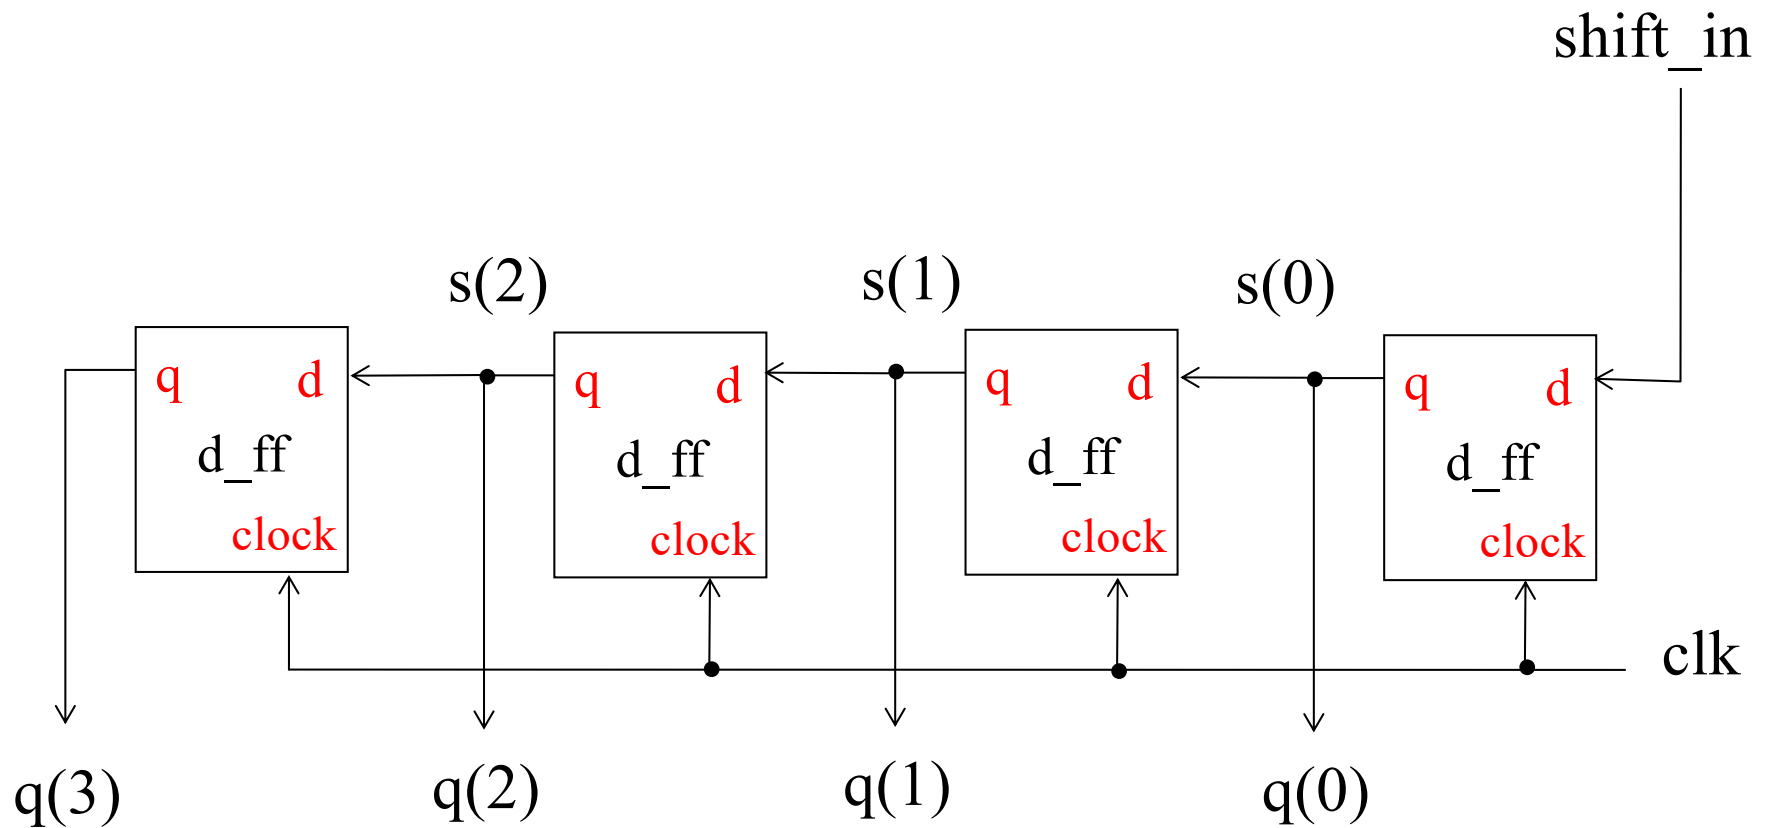 shift_in
s(2) s(1) s(0)
q d q d q d q d
d_ff d_ff d_ff d_ff
clock clock clock clock
clk
q(3) q(2) q(1) q(0)